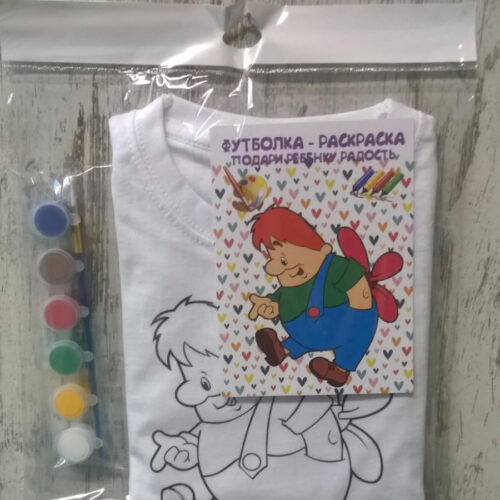 ФУТБОЛКА - РАСКРАСКА
ПОДАРИ РЕБЕНКУ РАДОСТЬ